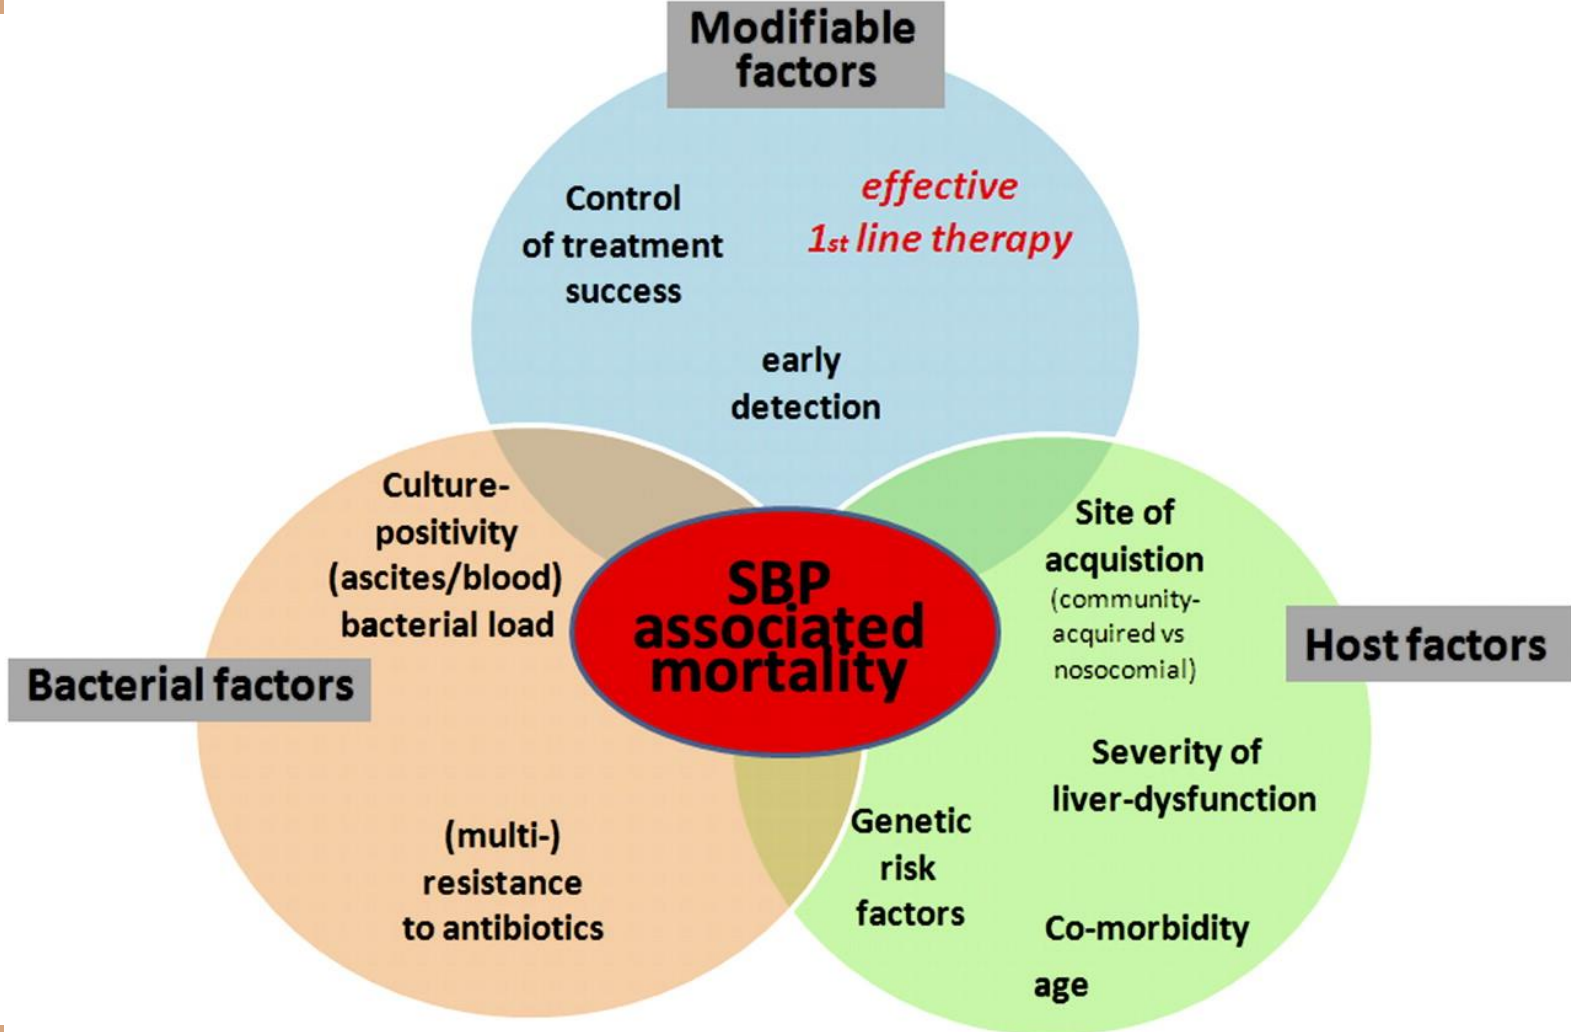 Modifiable
factors
Control
of treatment
success
effective
1st line therapy
early
detection
Culture-
positivity
(ascites/blood)
bacterial load
Bacterial factors
(multi-)
resistance
to antibiotics
SBP
associated
mortality
Site of
acquistion
(community-
acquired vs
nosocomial)
Host factors
Severity of
liver-dysfunction
Genetic
risk
factors
Co-morbidity
age